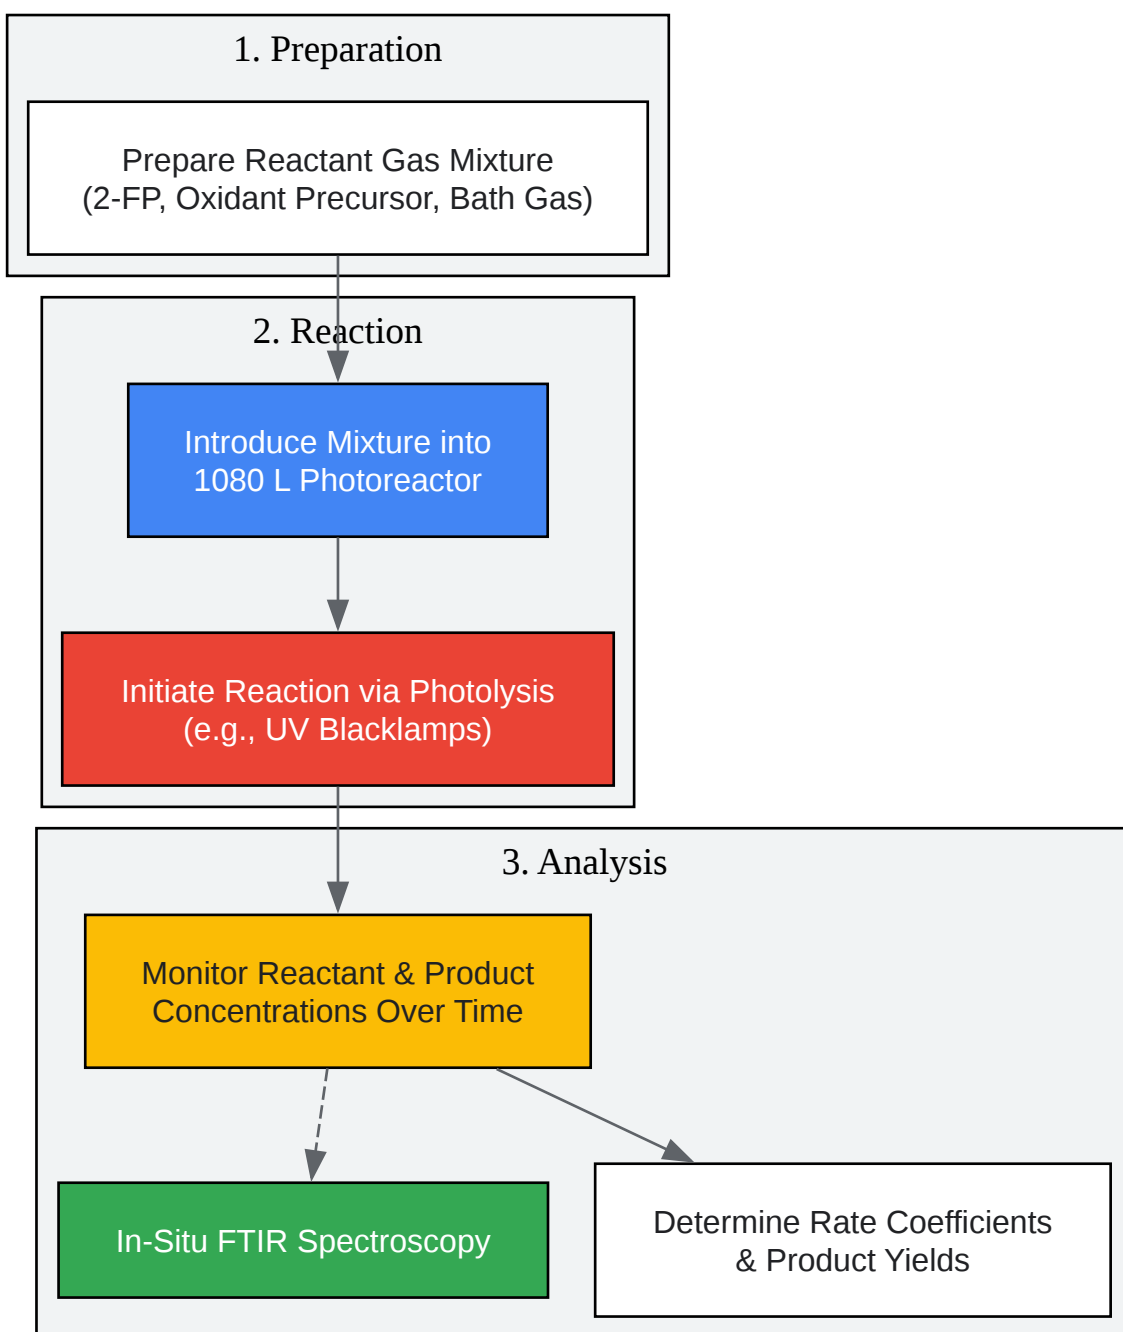 1. Preparation
Prepare Reactant Gas Mixture
(2-FP, Oxidant Precursor, Bath Gas)
2. Reaction
Introduce Mixture into
1080 L Photoreactor
Initiate Reaction via Photolysis
(e.g., UV Blacklamps)
3. Analysis
Monitor Reactant & Product
Concentrations Over Time
In-Situ FTIR Spectroscopy
Determine Rate Coefficients
& Product Yields